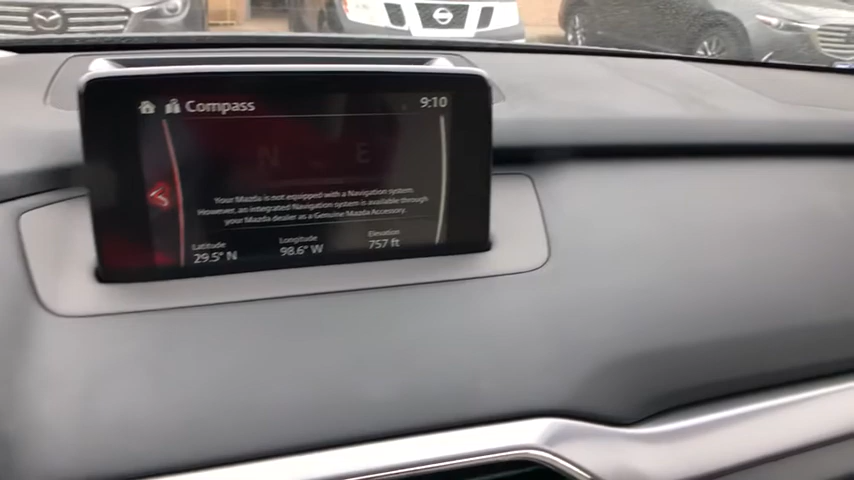 Compass
9:10
N E
Your Mazda is not equipped with a Navigation system.
However, an integrated Navigation system is available through
your Mazda dealer as a Genuine Mazda Accessory.
Latitude Longitude Elevation
29.5° N 98.6° W 757 ft